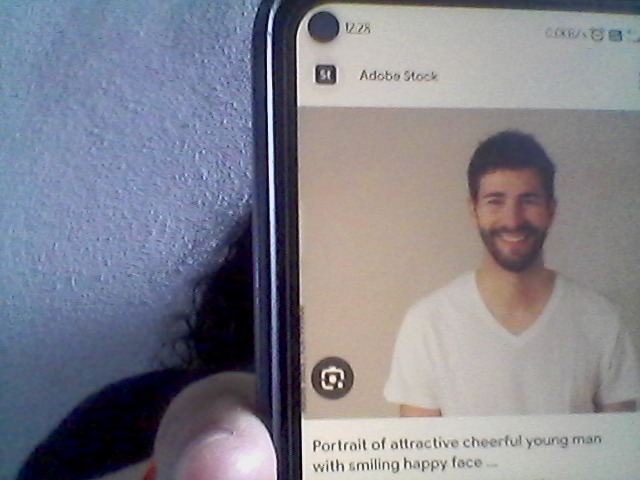 12:28
St
Adobe Stock
Portrait of attractive cheerful young man
with smiling happy face ...